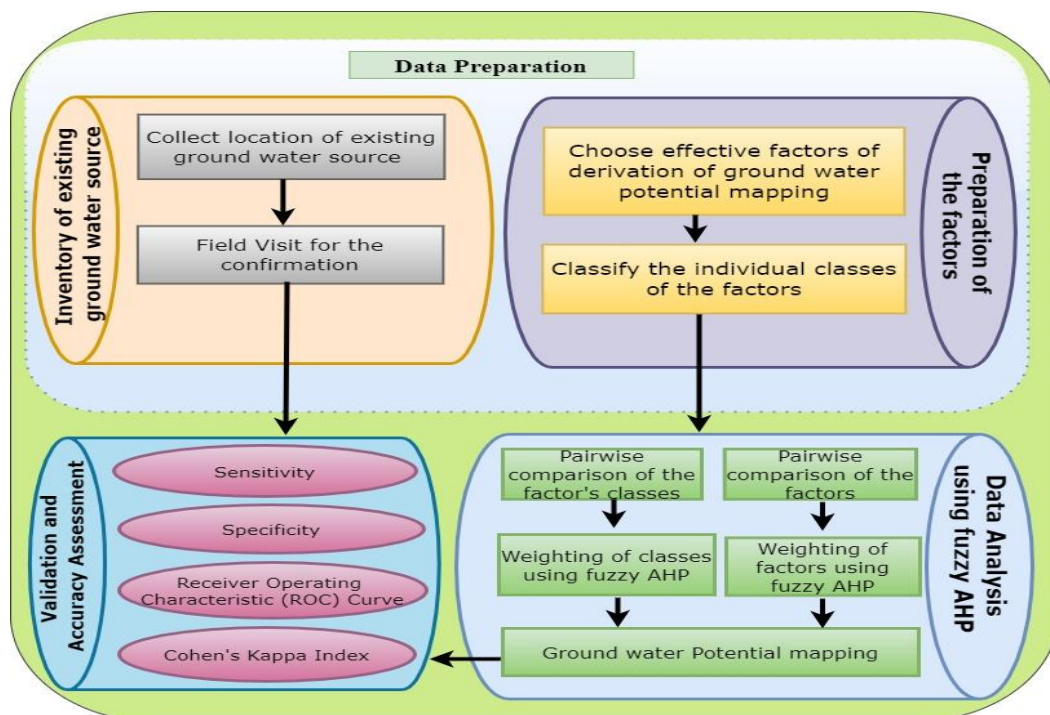 Data Preparation
Inventory of existing
ground water source
Collect location of existing
ground water source
Field Visit for the
confirmation
Choose effective factors of
derivation of ground water
potential mapping
Classify the individual classes
of the factors
Preparation of
the factors
Validation and
Accuracy Assessment
Sensitivity
Specificity
Receiver Operating
Characteristic (ROC) Curve
Cohen's Kappa Index
Pairwise
comparison of the
factor's classes
Pairwise
comparison of the
factors
Weighting of classes
using fuzzy AHP
Weighting of
factors using
fuzzy AHP
Ground water Potential mapping
Data Analysis
using fuzzy AHP